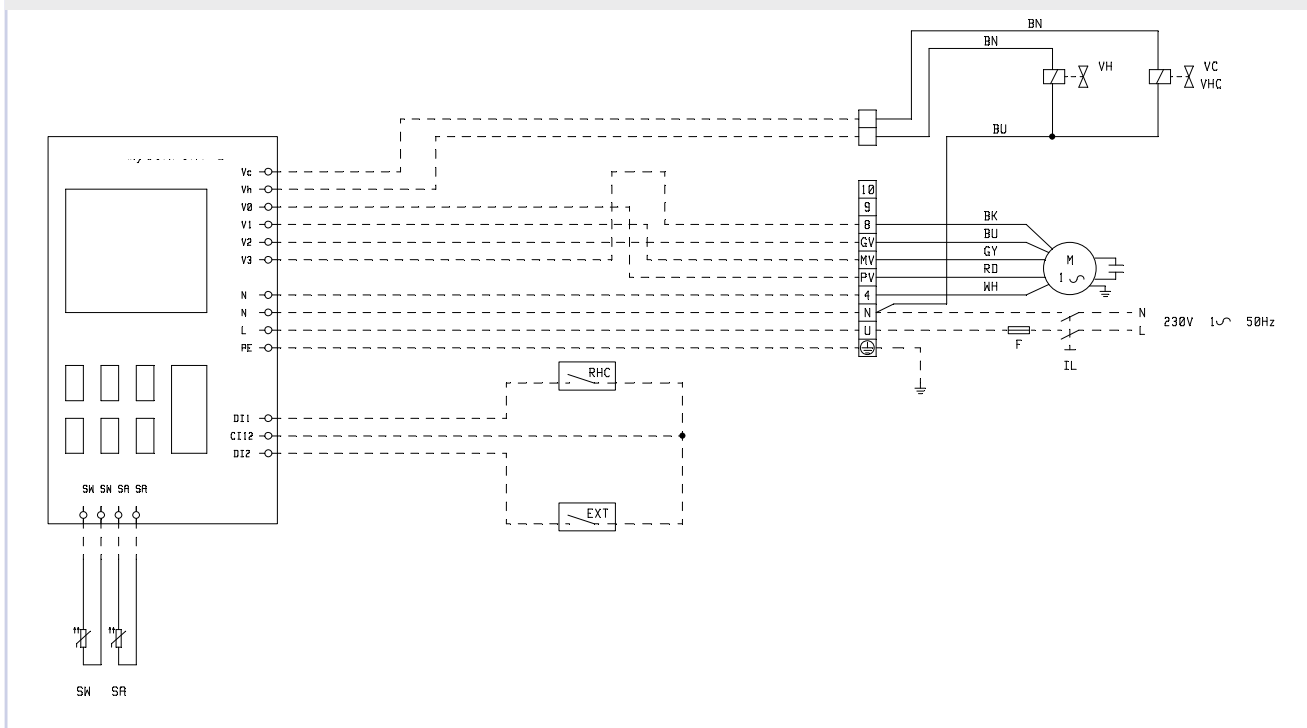 BN
BN
VH
VC
VHC
BU
Vc
Vh
V0
V1
V2
V3
N
N
L
PE
10
9
8
GV
MV
PV
4
N
U
BK
BU
GY
RD
WH
M
1
N
L
230V 1 50Hz
F
IL
RHC
DI1
CI12
DI2
EXT
SW SW SA SA
SW SA